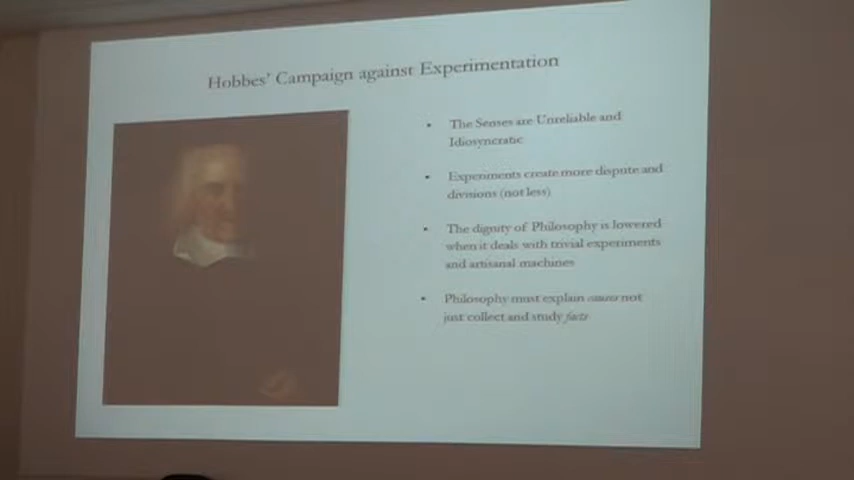 Hobbes' Campaign against Experimentation
• The Senses are Unreliable and
Idiosyncratic
• Experiments create more dispute and
divisions (not less)
• The dignity of Philosophy is lowered
when it deals with trivial experiments
and artisanal machines
• Philosophy must explain causes not
just collect and study facts